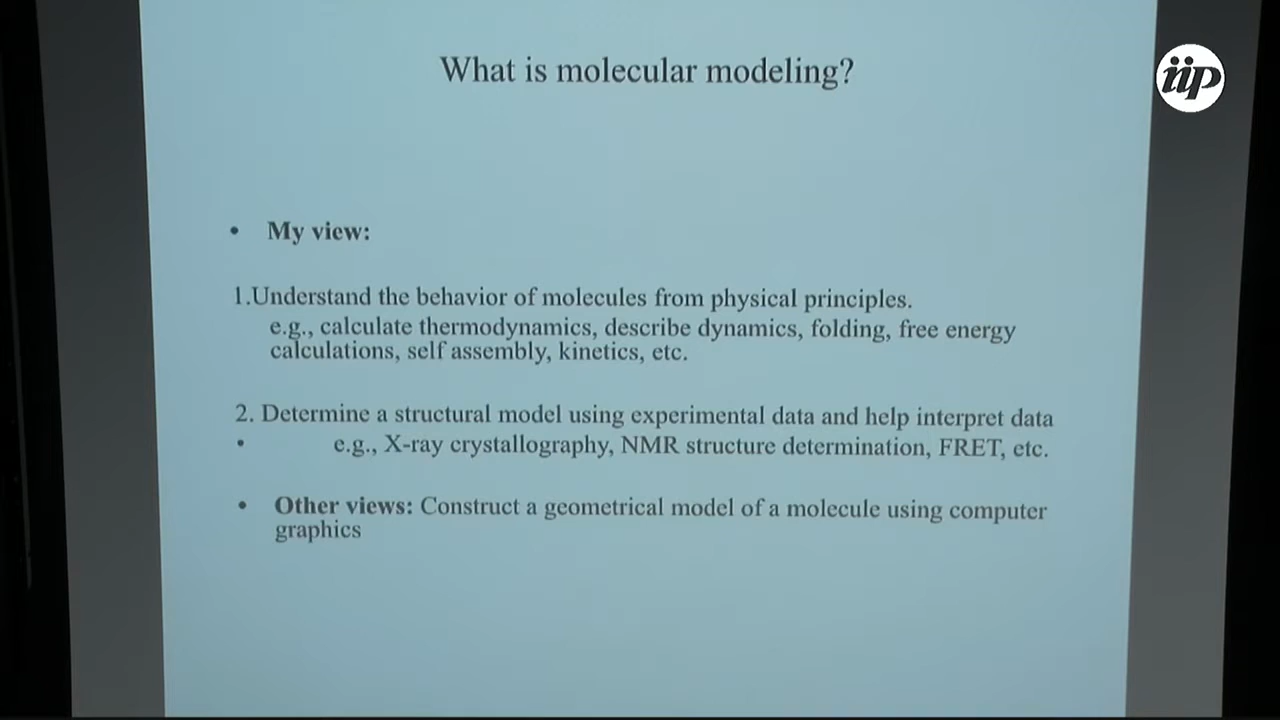 What is molecular modeling?
iip
• My view:
1.Understand the behavior of molecules from physical principles.
e.g., calculate thermodynamics, describe dynamics, folding, free energy
calculations, self assembly, kinetics, etc.
2. Determine a structural model using experimental data and help interpret data
• e.g., X-ray crystallography, NMR structure determination, FRET, etc.
• Other views: Construct a geometrical model of a molecule using computer
graphics